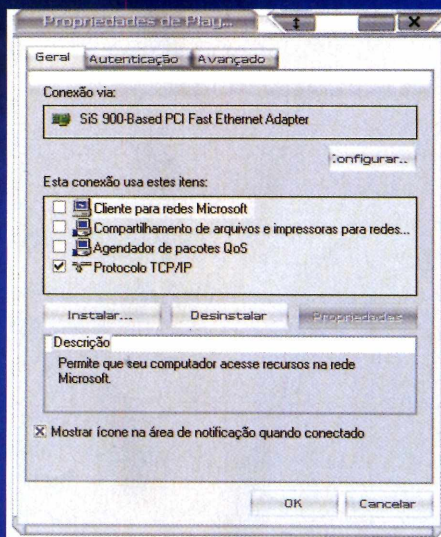 Propriedades de Play...
Geral
Autenticação
Avançado
Conexão via:
SiS 900-Based PCI Fast Ethernet Adapter
Configurar..
Esta conexão usa estes itens:
Cliente para redes Microsoft
Compartilhamento de arquivos e impressoras para redes...
Agendador de pacotes QoS
Protocolo TCP/IP
Instalar...
Desinstalar
Propriedades
Descrição
Permite que seu computador acesse recursos na rede
Microsoft.
Mostrar ícone na área de notificação quando conectado
OK
Cancelar